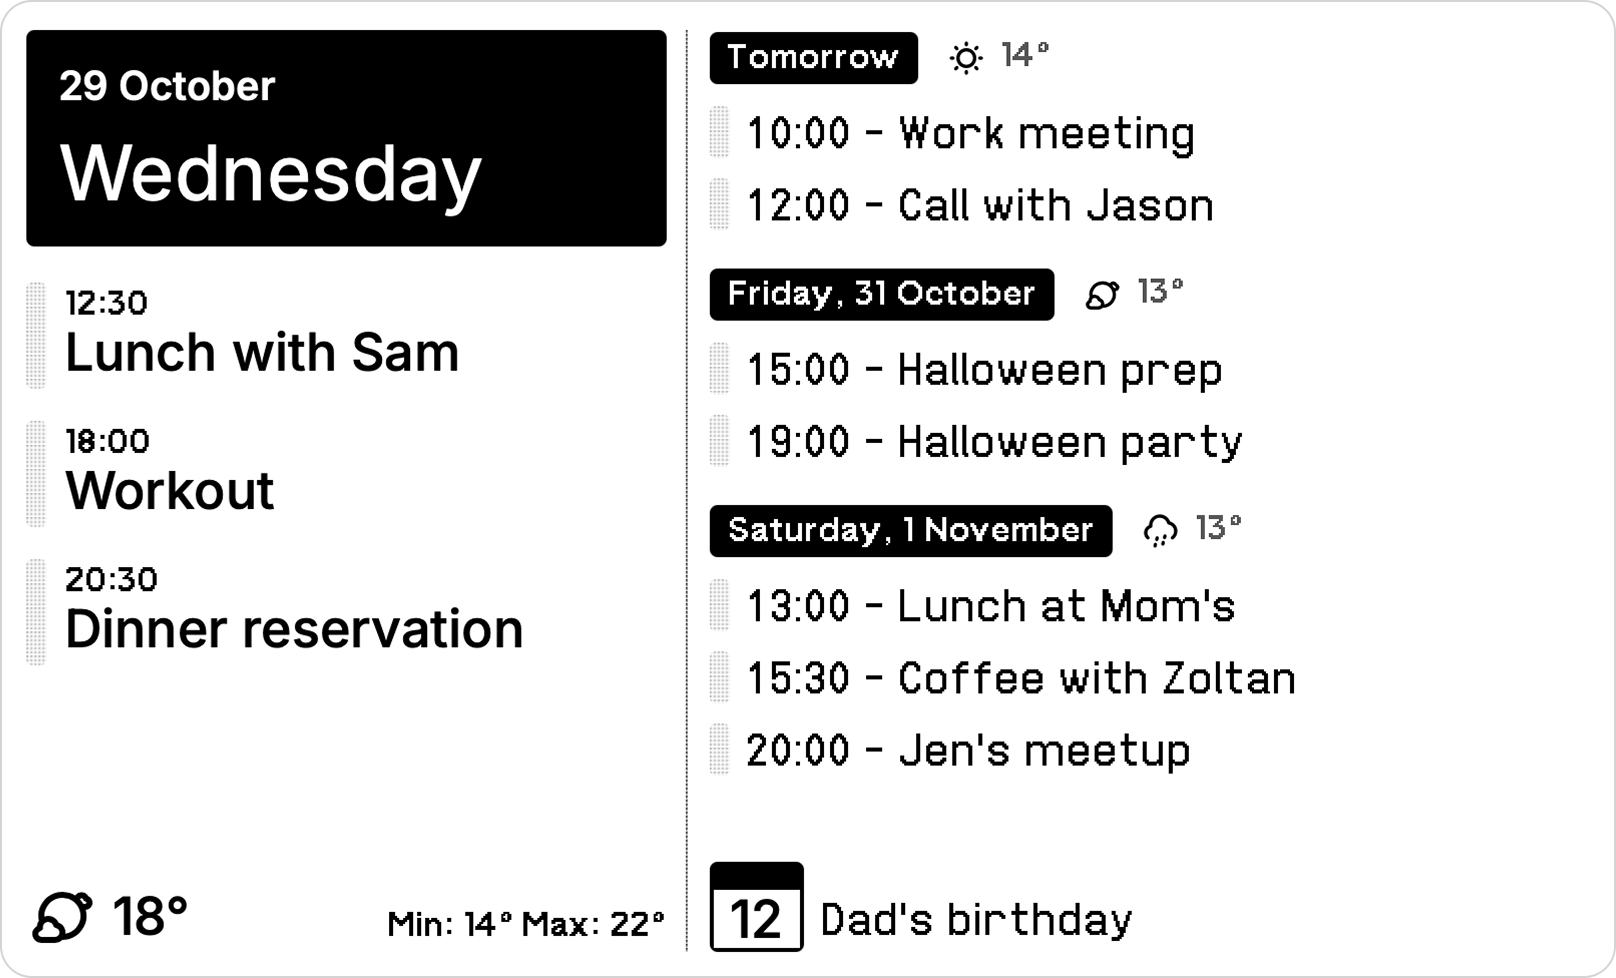 29 October
Wednesday
12:30
Lunch with Sam
18:00
Workout
20:30
Dinner reservation
18°
Min: 14° Max: 22°
Tomorrow 14°
10:00 - Work meeting
12:00 - Call with Jason
Friday, 31 October 13°
15:00 - Halloween prep
19:00 - Halloween party
Saturday, 1 November 13°
13:00 - Lunch at Mom's
15:30 - Coffee with Zoltan
20:00 - Jen's meetup
12 Dad's birthday